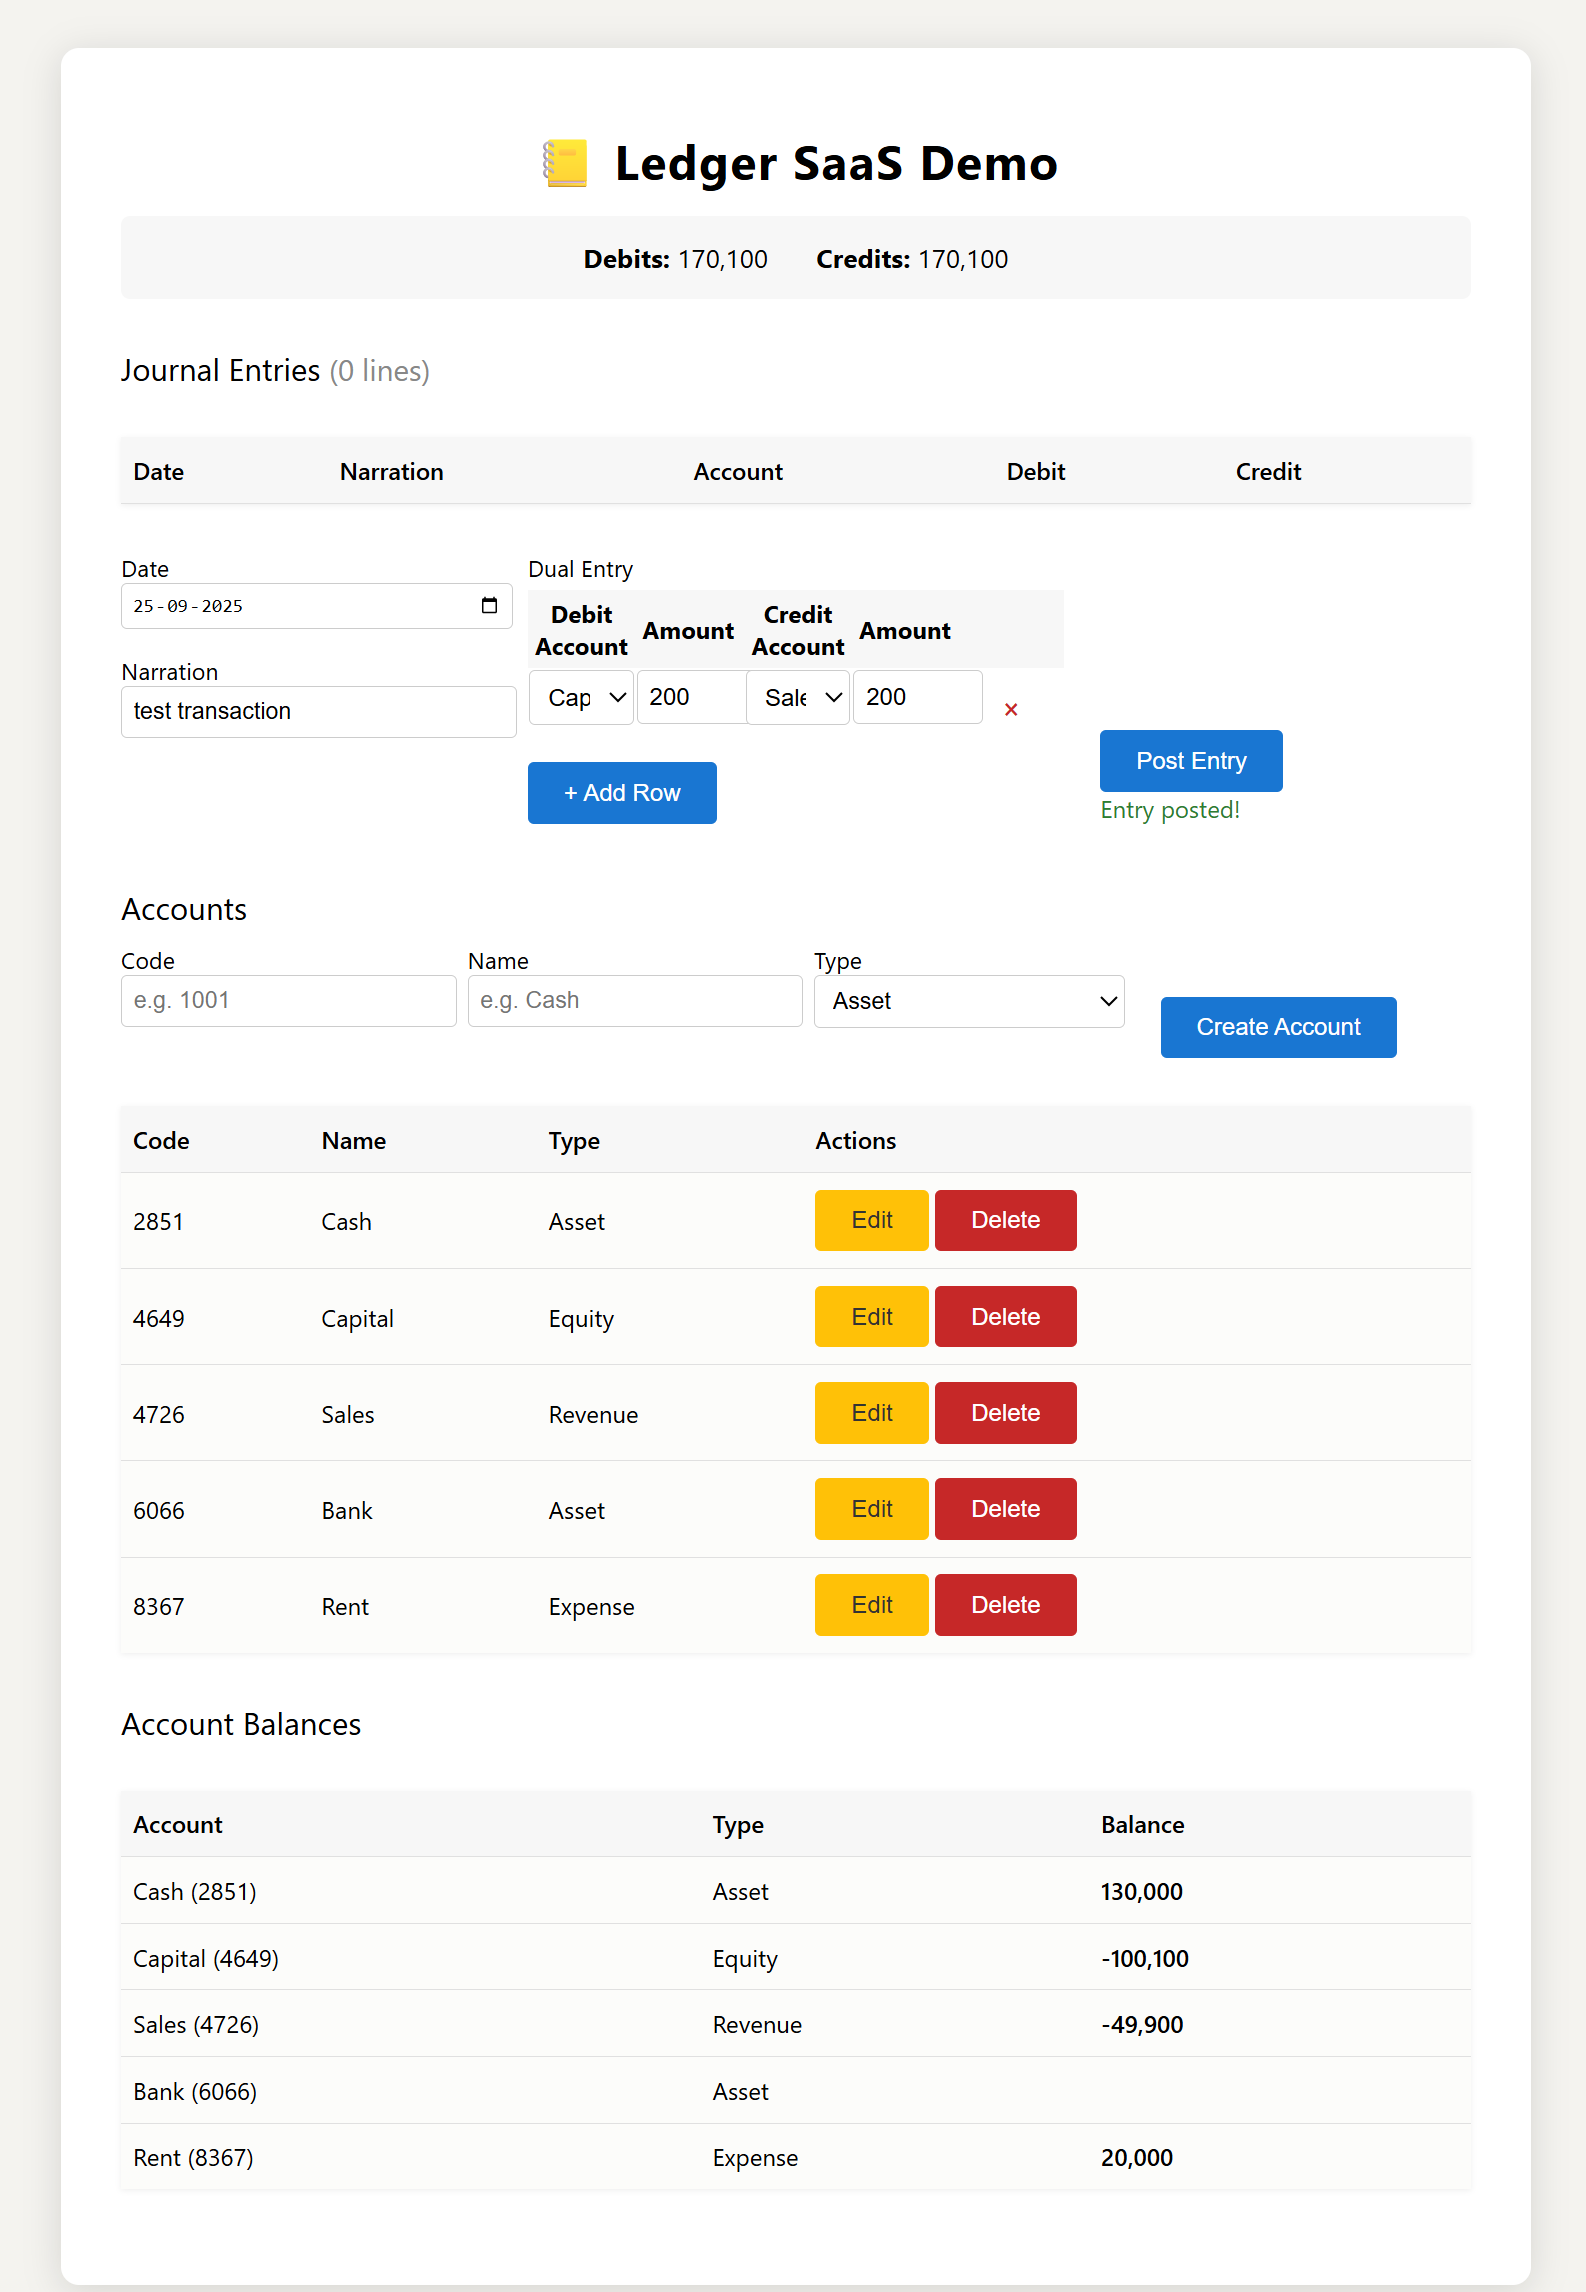 Ledger SaaS Demo
Debits: 170,100 Credits: 170,100
Journal Entries (0 lines)
Date Narration Account Debit Credit
Date
25-09-2025
Narration
test transaction
Dual Entry
Debit Account Amount Credit Account Amount
Cap 200 Sale 200 ×
+ Add Row
Post Entry
Entry posted!
Accounts
Code Name Type
e.g. 1001 e.g. Cash Asset
Create Account
Code Name Type Actions
2851 Cash Asset Edit Delete
4649 Capital Equity Edit Delete
4726 Sales Revenue Edit Delete
6066 Bank Asset Edit Delete
8367 Rent Expense Edit Delete
Account Balances
Account Type Balance
Cash (2851) Asset 130,000
Capital (4649) Equity -100,100
Sales (4726) Revenue -49,900
Bank (6066) Asset
Rent (8367) Expense 20,000